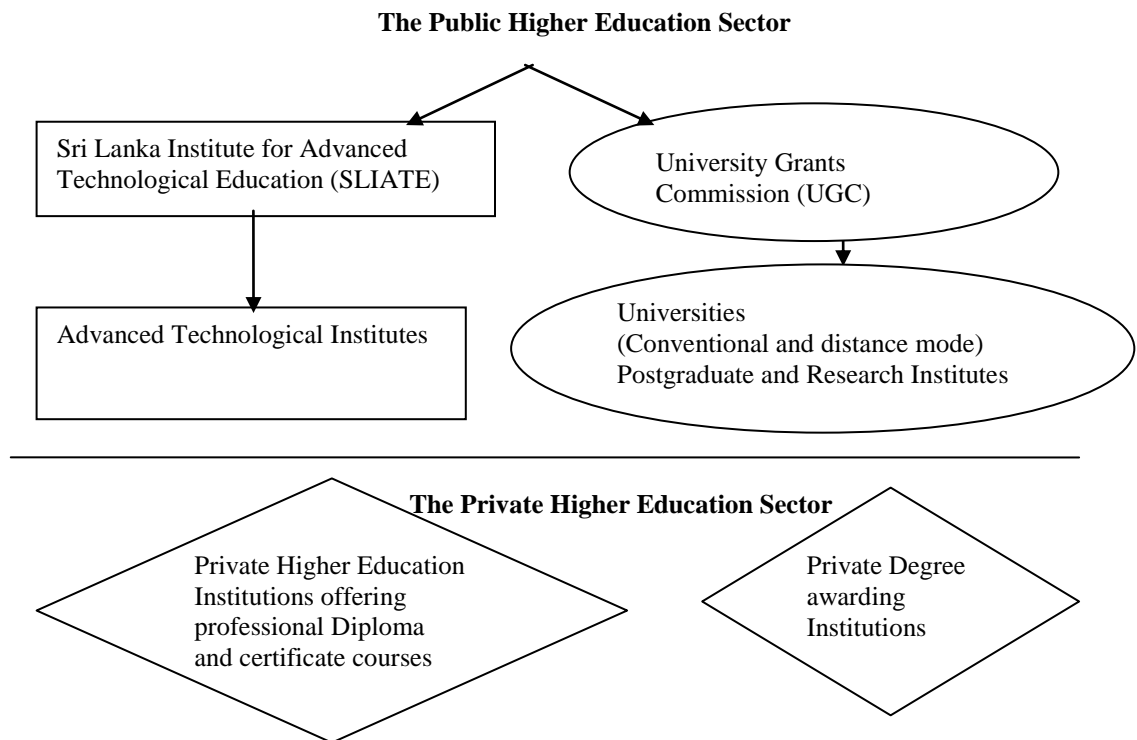 The Public Higher Education Sector
Sri Lanka Institute for Advanced
Technological Education (SLIATE)
University Grants
Commission (UGC)
Advanced Technological Institutes
Universities
(Conventional and distance mode)
Postgraduate and Research Institutes
The Private Higher Education Sector
Private Higher Education
Institutions offering
professional Diploma
and certificate courses
Private Degree
awarding
Institutions